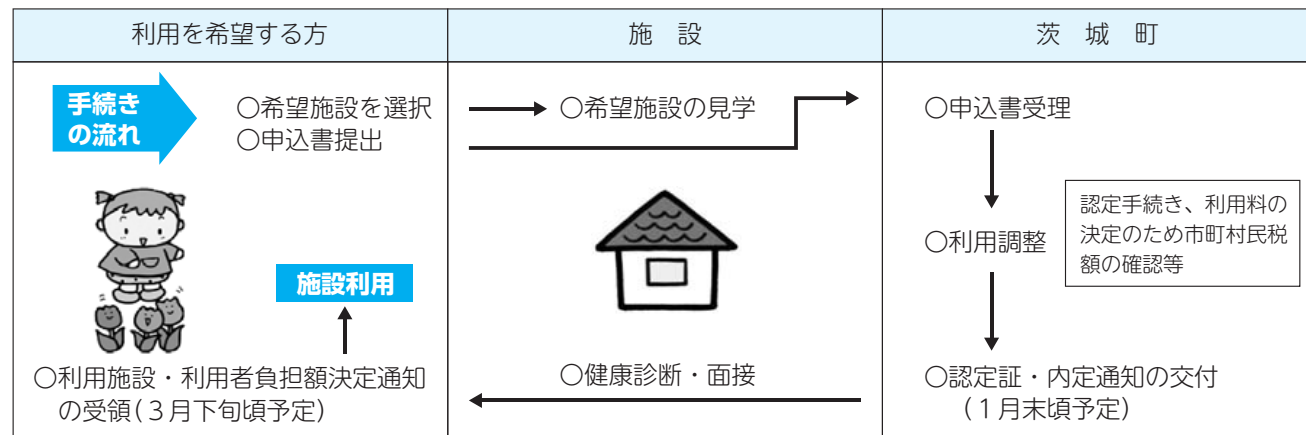 利用を希望する方
施　設
茨　城　町
手続き
の流れ
○希望施設を選択
○申込書提出
○希望施設の見学
○申込書受理
○利用調整
認定手続き、利用料の
決定のため市町村民税
額の確認等
○認定証・内定通知の交付
（１月末頃予定）
○健康診断・面接
○利用施設・利用者負担額決定通知
の受領(３月下旬頃予定)
施設利用